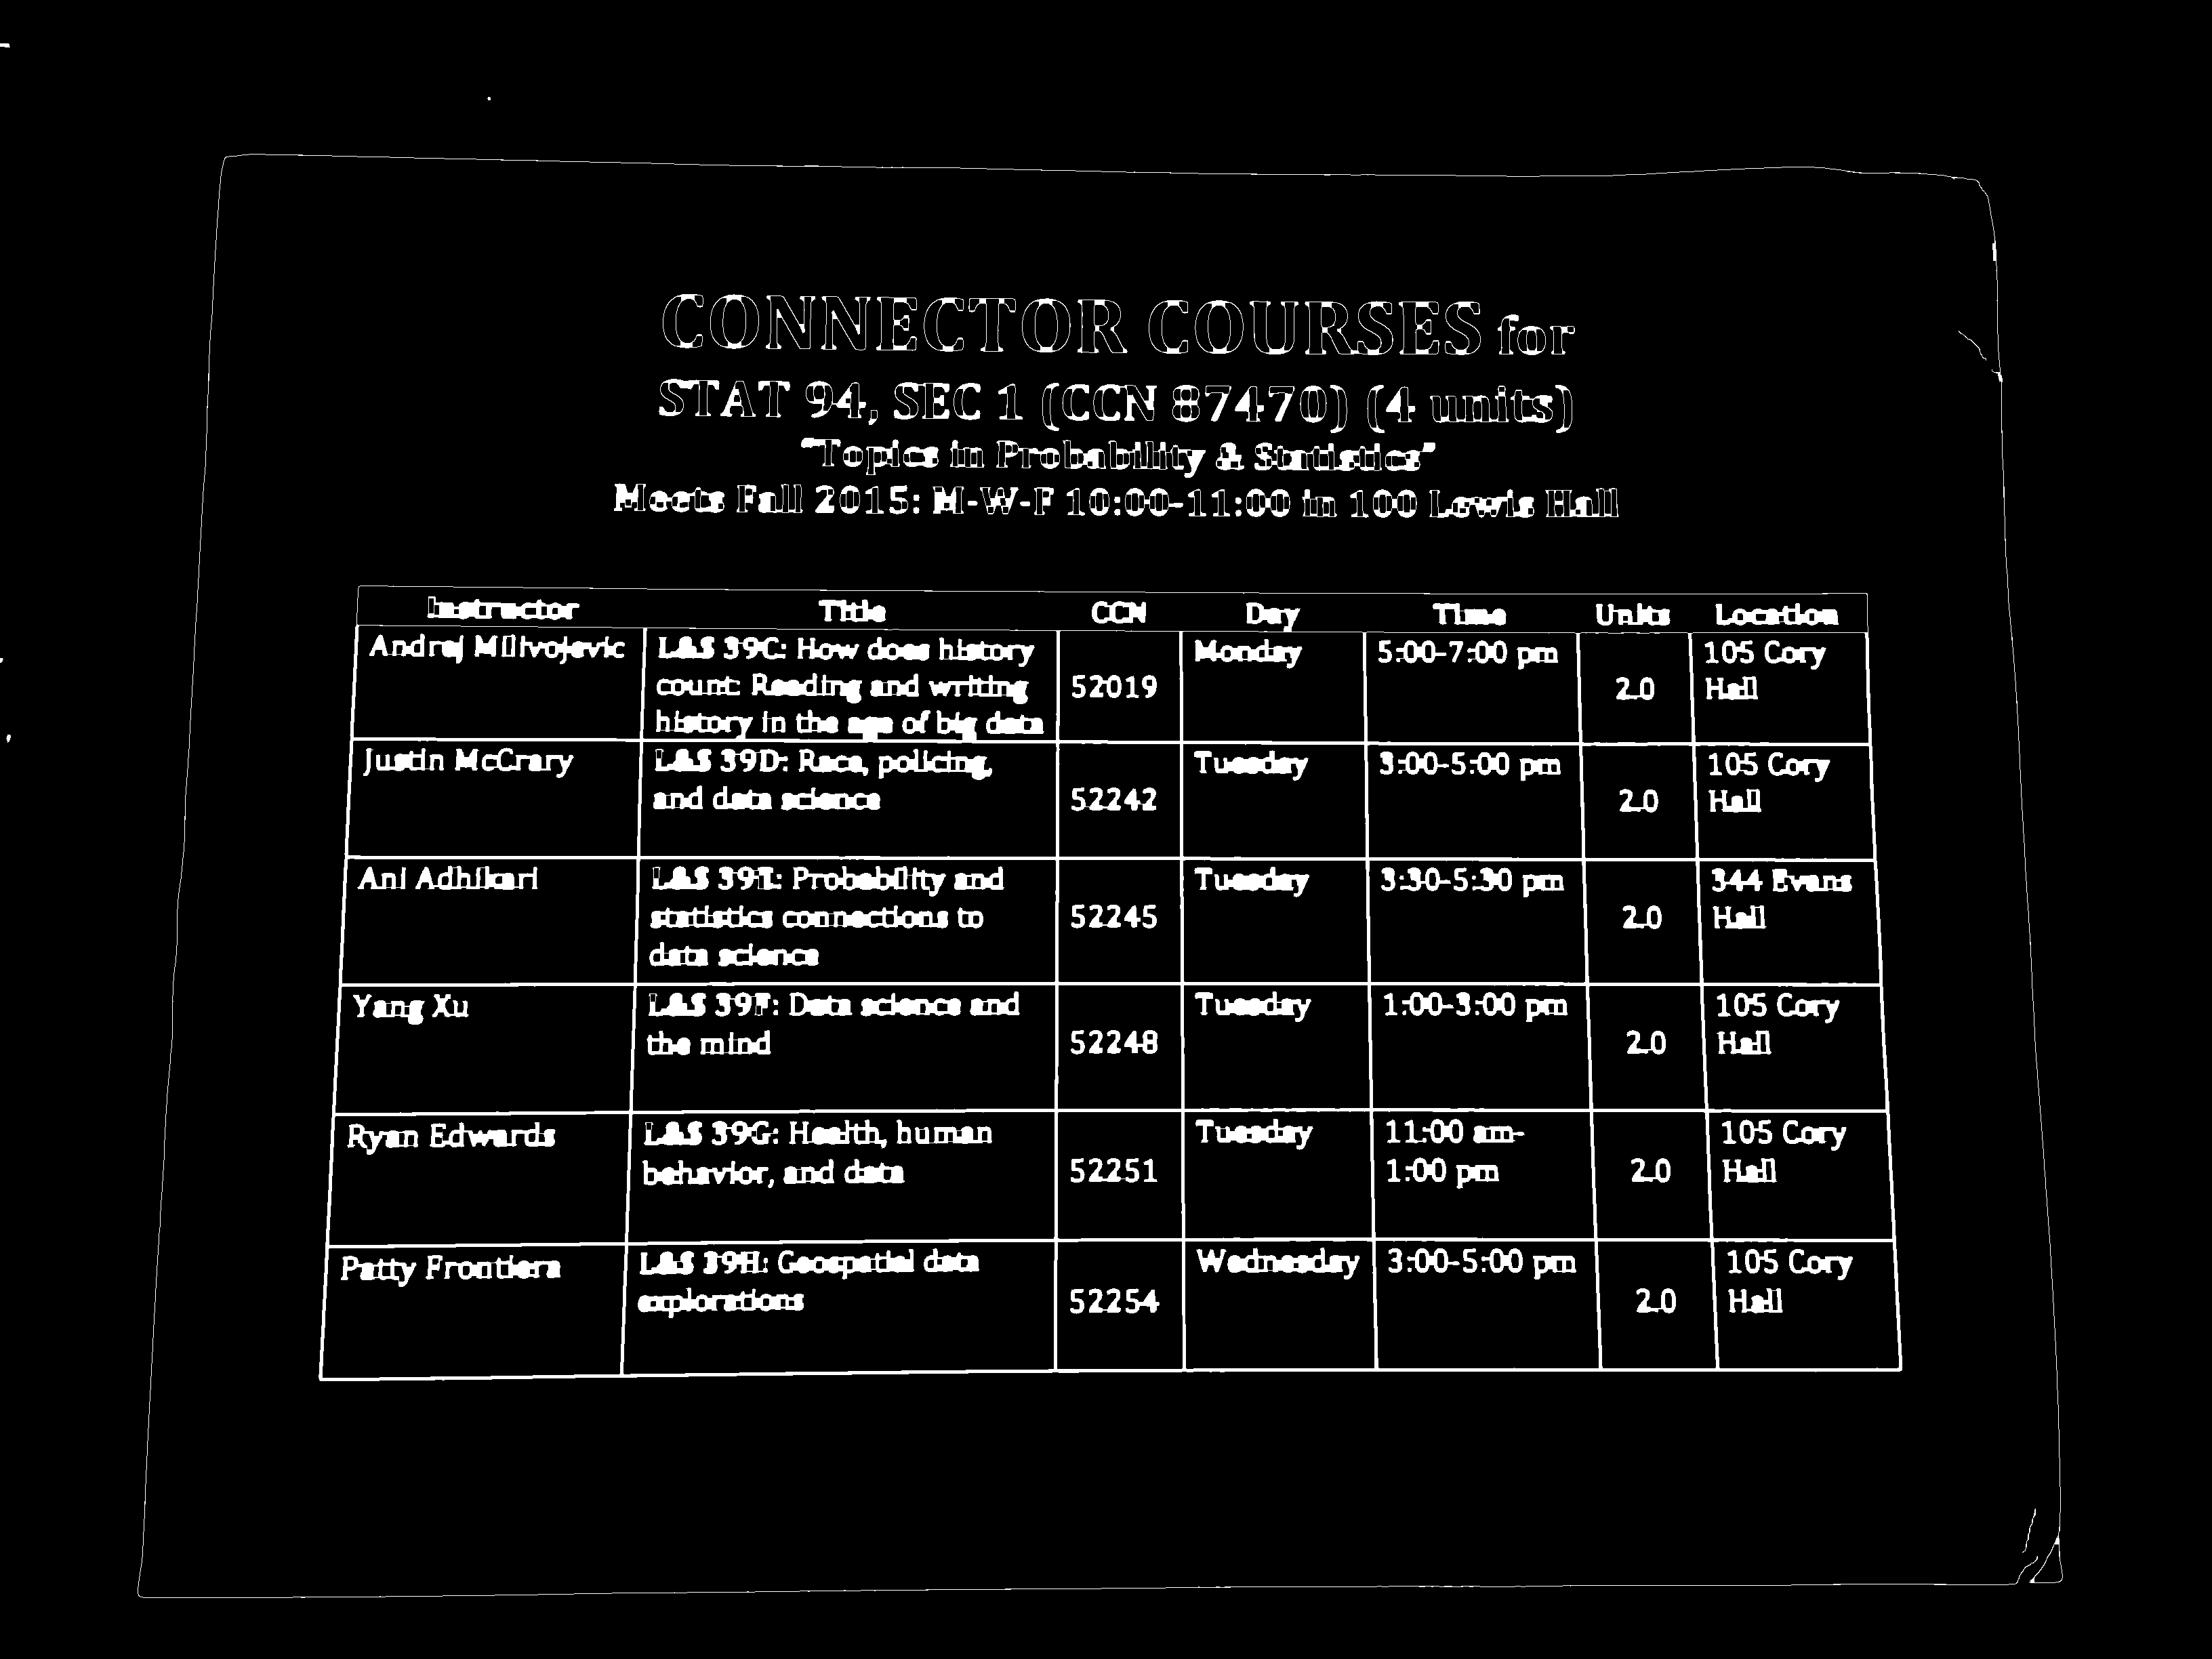 CONNECTOR COURSES for
STAT 94, SEC 1 (CCN 87470) (4 units)
"Topics in Probability & Statistics"
Meets Fall 2015: M-W-F 10:00-11:00 in 100 Lewis Hall
Instructor Title CCN Day Time Units Location
Andrej Milivojevic L&S 39C: How does history Monday 5:00-7:00 pm 105 Cory
count: Reading and writing 52019 2.0 Hall
history in the age of big data
Justin McCrary L&S 39D: Race, policing, Tuesday 3:00-5:00 pm 105 Cory
and data science 52242 2.0 Hall
Ani Adhikari L&S 39E: Probability and Tuesday 3:30-5:30 pm 344 Evans
statistics connections to 52245 2.0 Hall
data science
Yang Xu L&S 39F: Data science and Tuesday 1:00-3:00 pm 105 Cory
the mind 52248 2.0 Hall
Ryan Edwards L&S 39G: Health, human Tuesday 11:00 am- 105 Cory
behavior, and data 52251 1:00 pm 2.0 Hall
Patty Frontiera L&S 39H: Geospatial data Wednesday 3:00-5:00 pm 105 Cory
explorations 52254 2.0 Hall